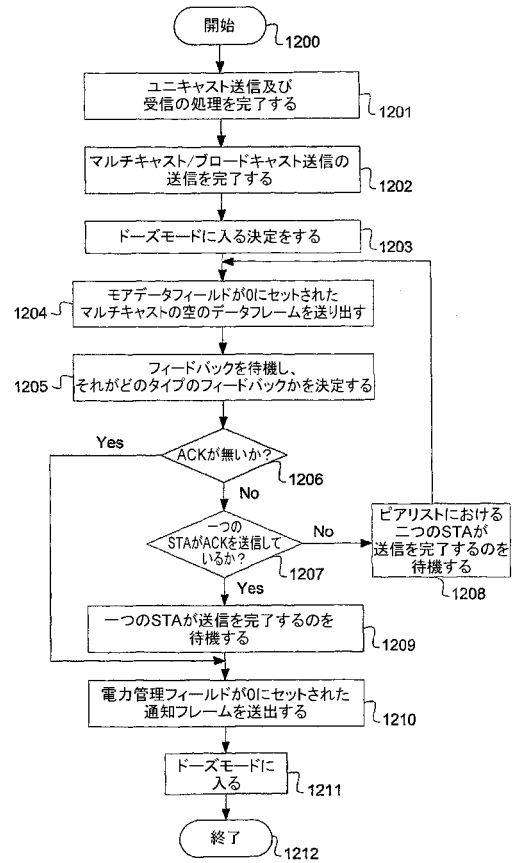 開始
1200
ユニキャスト送信及び
受信の処理を完了する
1201
マルチキャスト/ブロードキャスト送信の
送信を完了する
1202
ドーズモードに入る決定をする
1203
モアデータフィールドが0にセットされた
マルチキャストの空のデータフレームを送り出す
1204
フィードバックを待機し、
それがどのタイプのフィードバックかを決定する
1205
ACKが無いか?
1206
Yes
No
一つの
STAがACKを送信して
いるか?
1207
No
Yes
ピアリストにおける
二つのSTAが
送信を完了するのを
待機する
1208
一つのSTAが送信を完了するのを
待機する
1209
電力管理フィールドが0にセットされた
通知フレームを送出する
1210
ドーズモードに
入る
1211
終了
1212